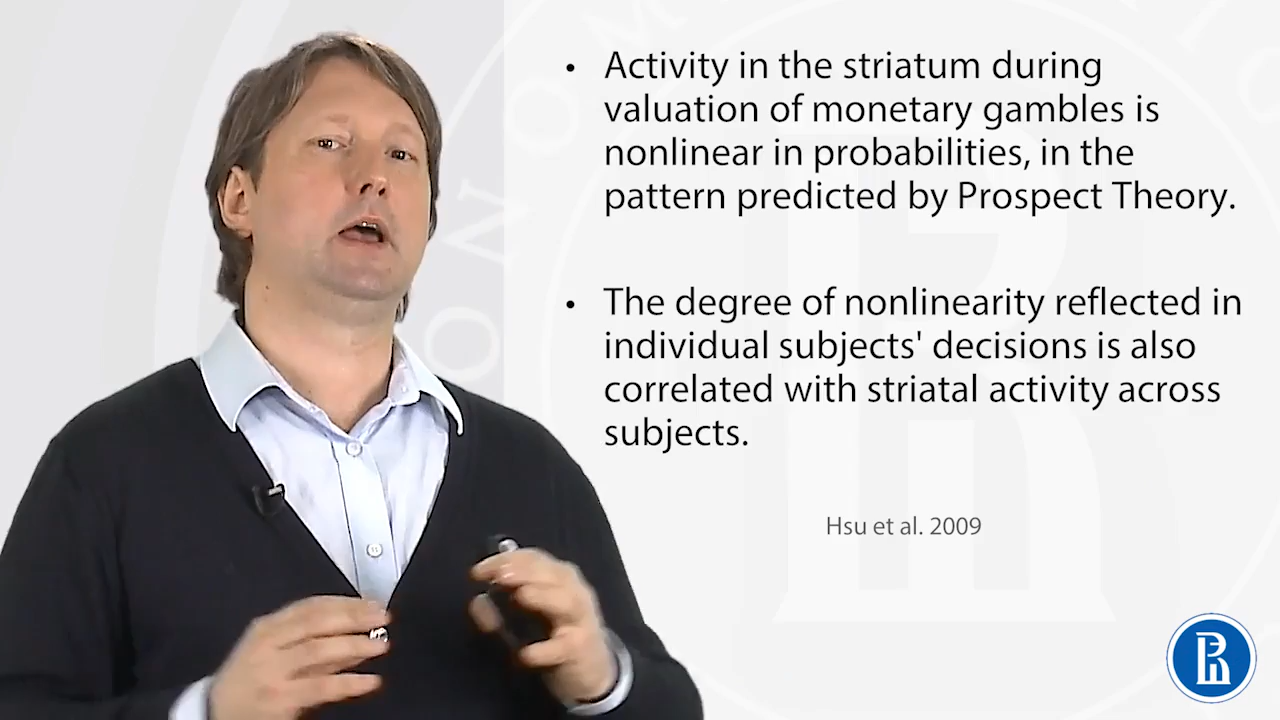 • Activity in the striatum during
valuation of monetary gambles is
nonlinear in probabilities, in the
pattern predicted by Prospect Theory.
• The degree of nonlinearity reflected in
individual subjects' decisions is also
correlated with striatal activity across
subjects.
Hsu et al. 2009